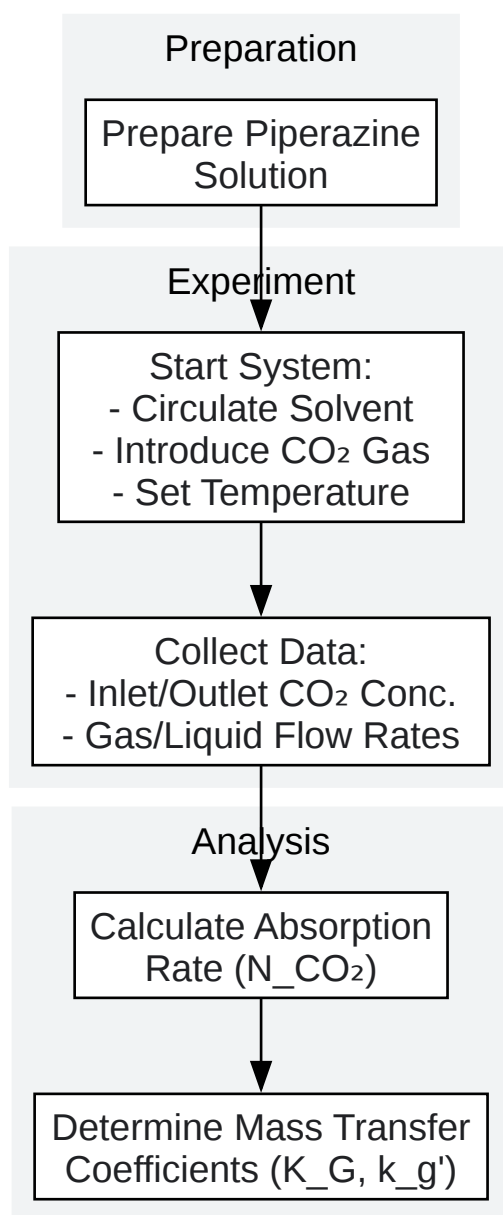 Preparation
Prepare Piperazine
Solution
Experiment
Start System:
- Circulate Solvent
- Introduce CO₂ Gas
- Set Temperature
Collect Data:
- Inlet/Outlet CO₂ Conc.
- Gas/Liquid Flow Rates
Analysis
Calculate Absorption
Rate (N_CO₂)
Determine Mass Transfer
Coefficients (K_G, k_g')